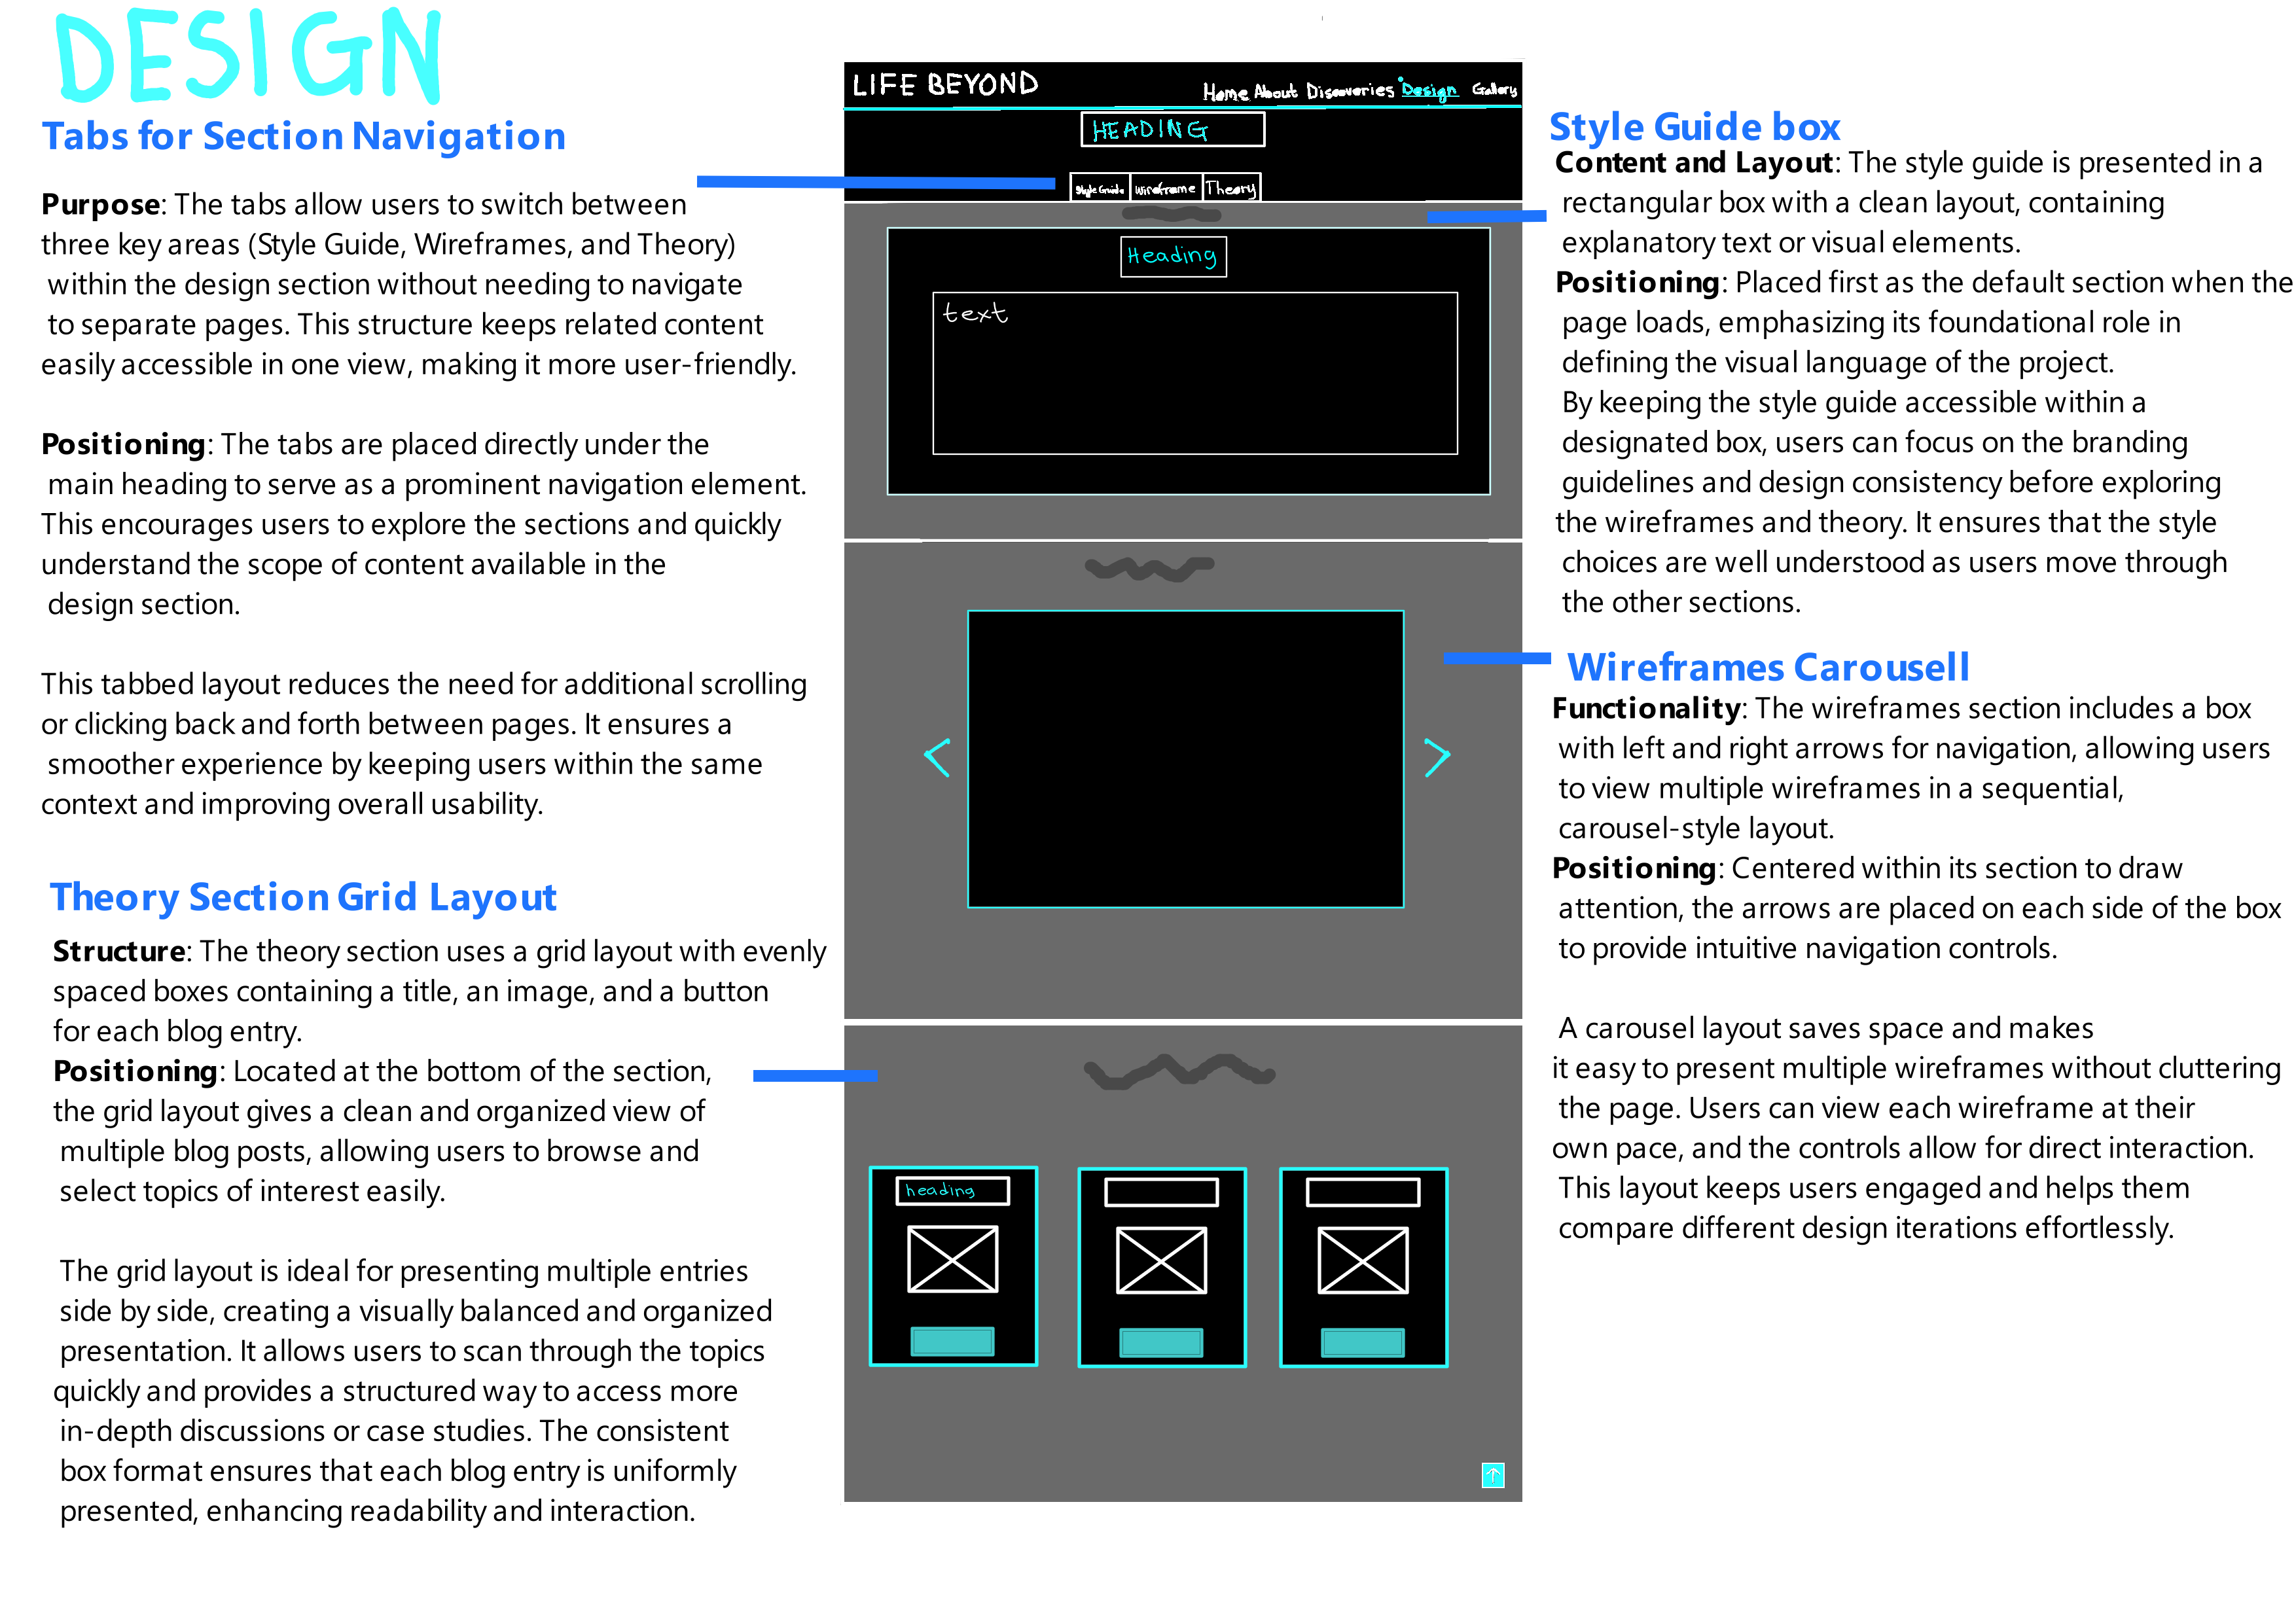 DESIGN
Tabs for Section Navigation
Purpose: The tabs allow users to switch between
three key areas (Style Guide, Wireframes, and Theory)
within the design section without needing to navigate
to separate pages. This structure keeps related content
easily accessible in one view, making it more user-friendly.
Positioning: The tabs are placed directly under the
main heading to serve as a prominent navigation element.
This encourages users to explore the sections and quickly
understand the scope of content available in the
design section.
This tabbed layout reduces the need for additional scrolling
or clicking back and forth between pages. It ensures a
smoother experience by keeping users within the same
context and improving overall usability.
Theory Section Grid Layout
Structure: The theory section uses a grid layout with evenly
spaced boxes containing a title, an image, and a button
for each blog entry.
Positioning: Located at the bottom of the section,
the grid layout gives a clean and organized view of
multiple blog posts, allowing users to browse and
select topics of interest easily.
The grid layout is ideal for presenting multiple entries
side by side, creating a visually balanced and organized
presentation. It allows users to scan through the topics
quickly and provides a structured way to access more
in-depth discussions or case studies. The consistent
box format ensures that each blog entry is uniformly
presented, enhancing readability and interaction.
LIFE BEYOND
Home About Discoveries Design Gallery
HEADING
Style Guide Wireframe Theory
Heading
text
heading
Style Guide box
Content and Layout: The style guide is presented in a
rectangular box with a clean layout, containing
explanatory text or visual elements.
Positioning: Placed first as the default section when the
page loads, emphasizing its foundational role in
defining the visual language of the project.
By keeping the style guide accessible within a
designated box, users can focus on the branding
guidelines and design consistency before exploring
the wireframes and theory. It ensures that the style
choices are well understood as users move through
the other sections.
Wireframes Carousell
Functionality: The wireframes section includes a box
with left and right arrows for navigation, allowing users
to view multiple wireframes in a sequential,
carousel-style layout.
Positioning: Centered within its section to draw
attention, the arrows are placed on each side of the box
to provide intuitive navigation controls.
A carousel layout saves space and makes
it easy to present multiple wireframes without cluttering
the page. Users can view each wireframe at their
own pace, and the controls allow for direct interaction.
This layout keeps users engaged and helps them
compare different design iterations effortlessly.